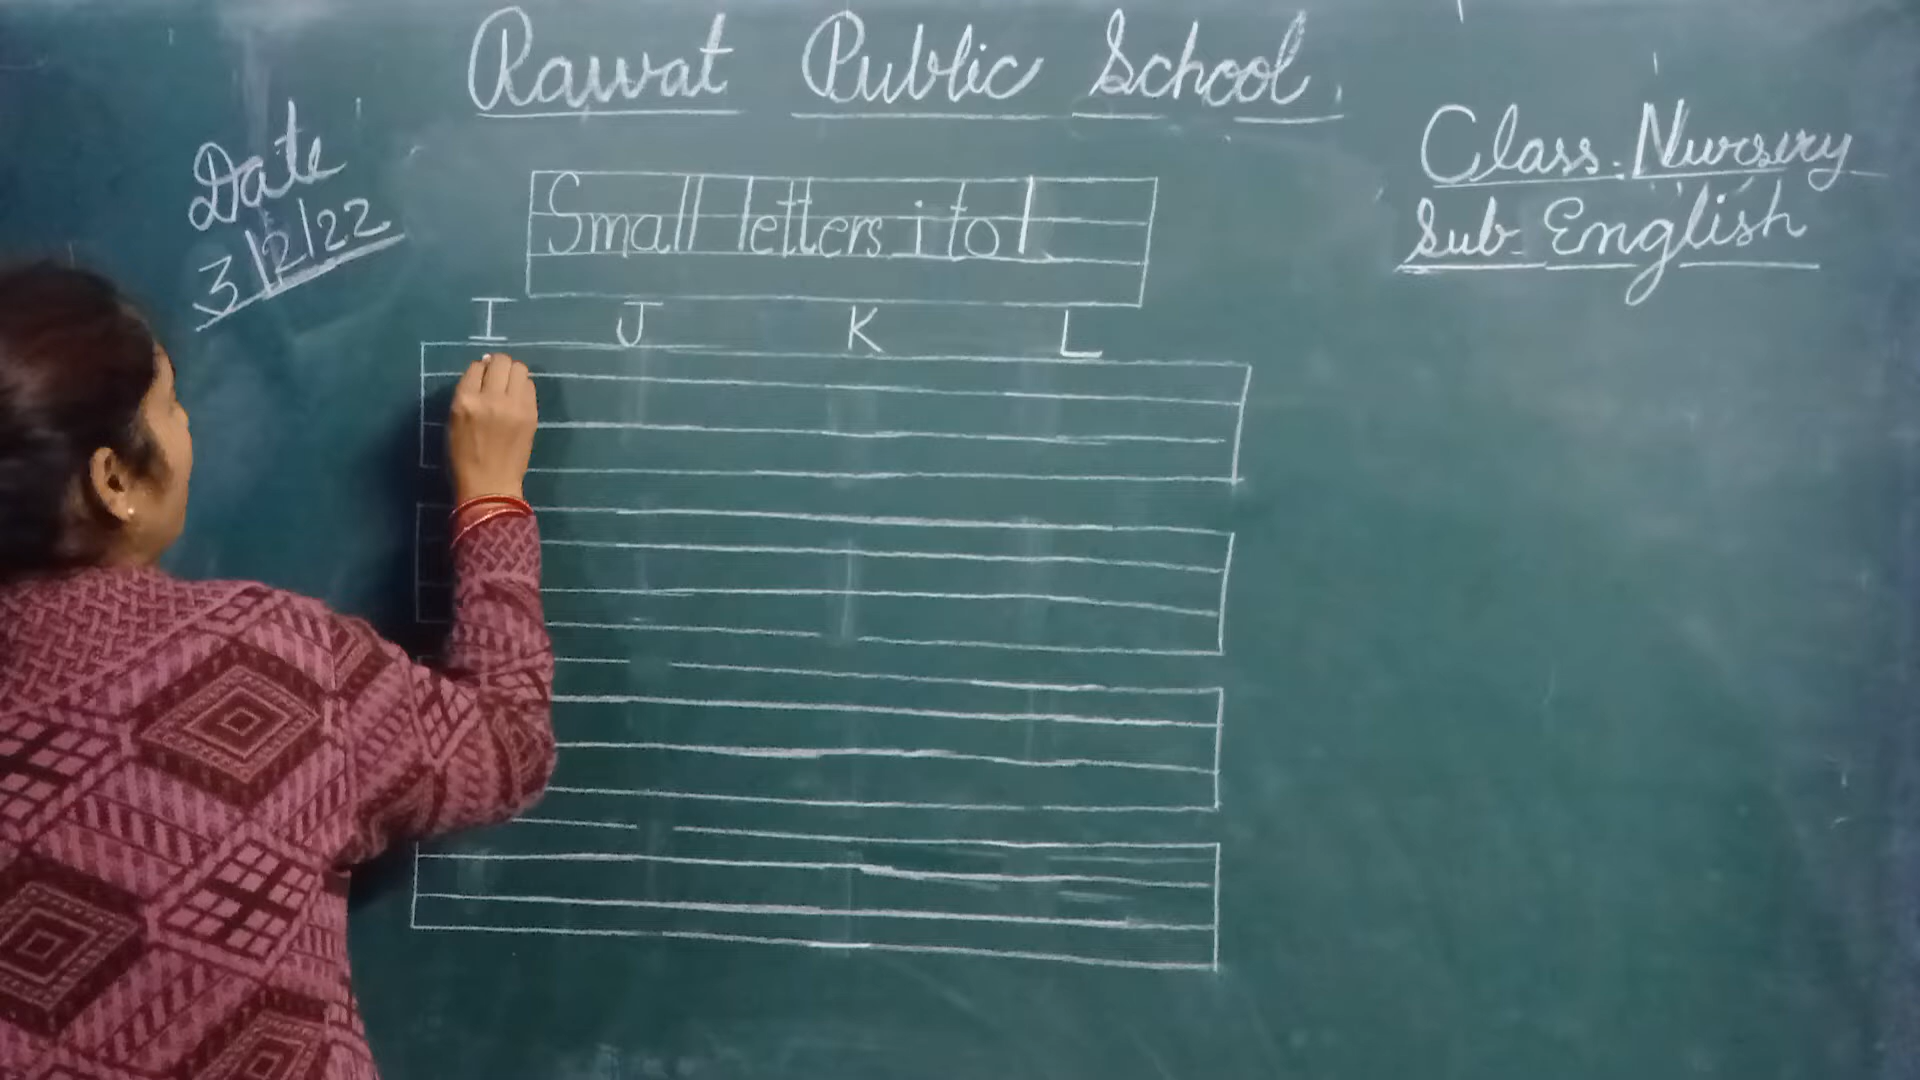 Rawat Public School.
Date
3/2/22
Class:Nursery
Sub-English
Small letters i to l
I J K L